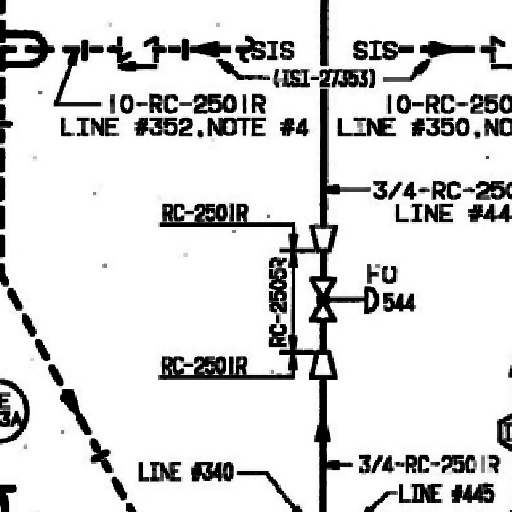 SIS SIS
(ISI-27353)
10-RC-2501R 10-RC-250
LINE #352,NOTE #4 LINE #350,NO
3/4-RC-250
RC-2501R LINE #44
RC-2505R
FO
544
RC-2501R
E
3A
LINE #340 3/4-RC-2501R
LINE #445